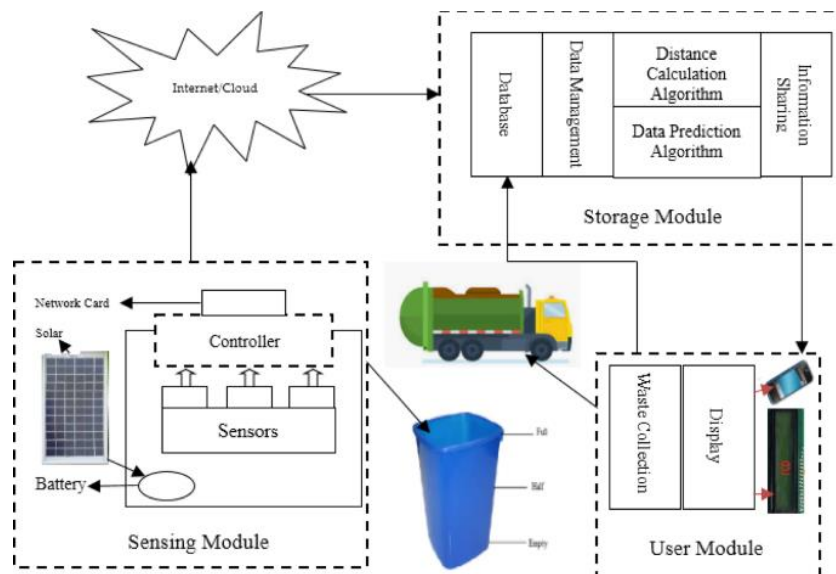 Internet/Cloud
Database
Data Management
Distance
Calculation
Algorithm
Data Prediction
Algorithm
Information
Sharing
Storage Module
Network Card
Solar
Controller
Sensors
Battery
Sensing Module
Full
Half
Empty
Waste Collection
Display
User Module